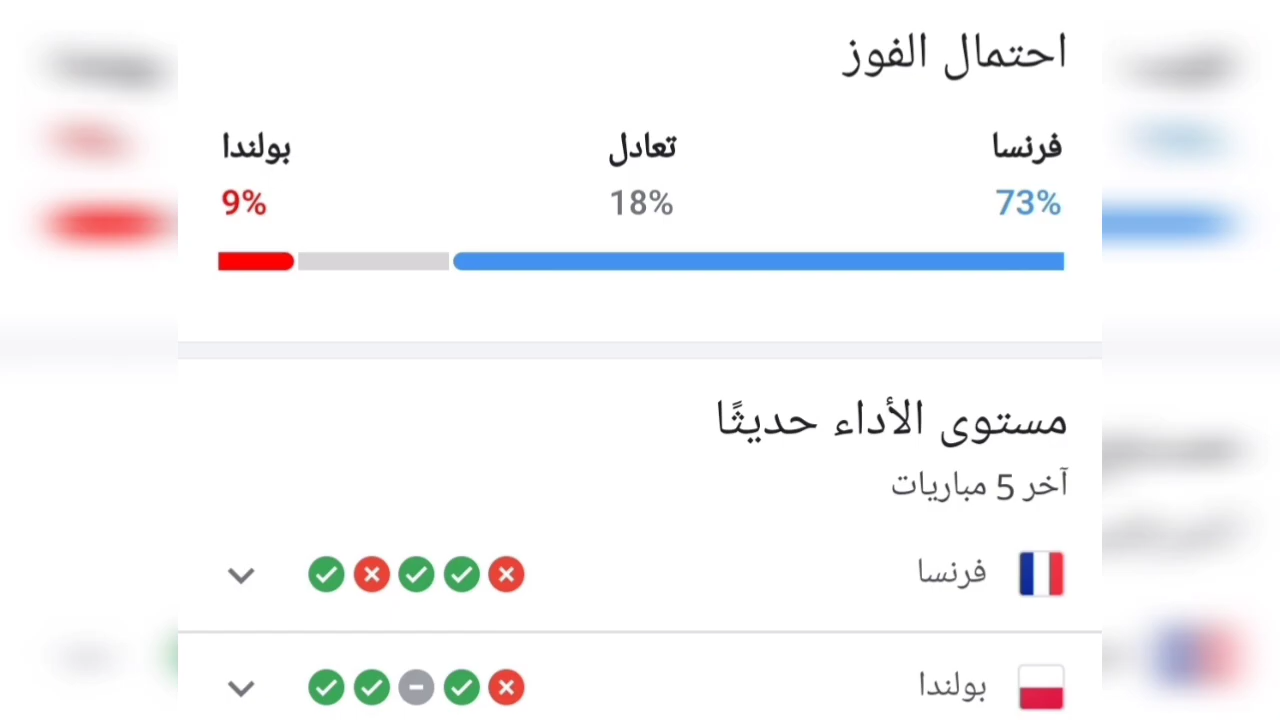 احتمال الفوز
فرنسا تعادل بولندا
73% 18% 9%
مستوى الأداء حديثًا
آخر 5 مباريات
فرنسا
بولندا